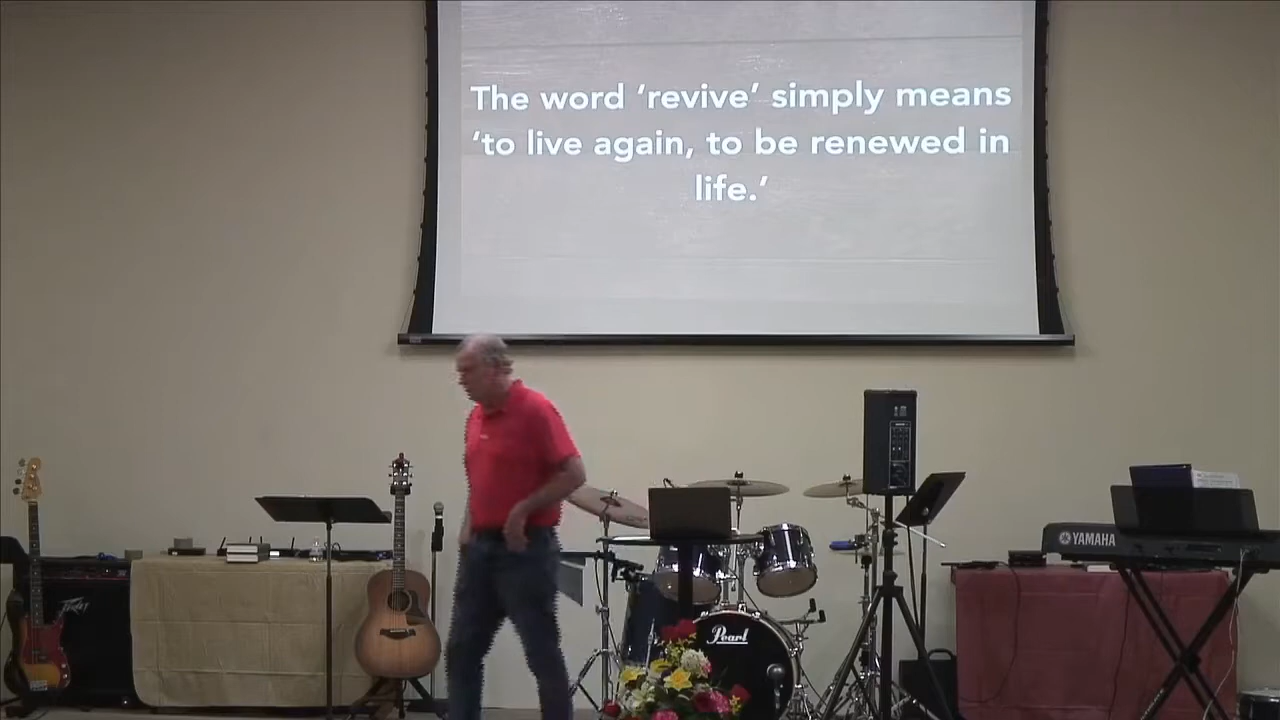 The word ‘revive’ simply means
‘to live again, to be renewed in
life.’
YAMAHA
PEAVEY
Pearl